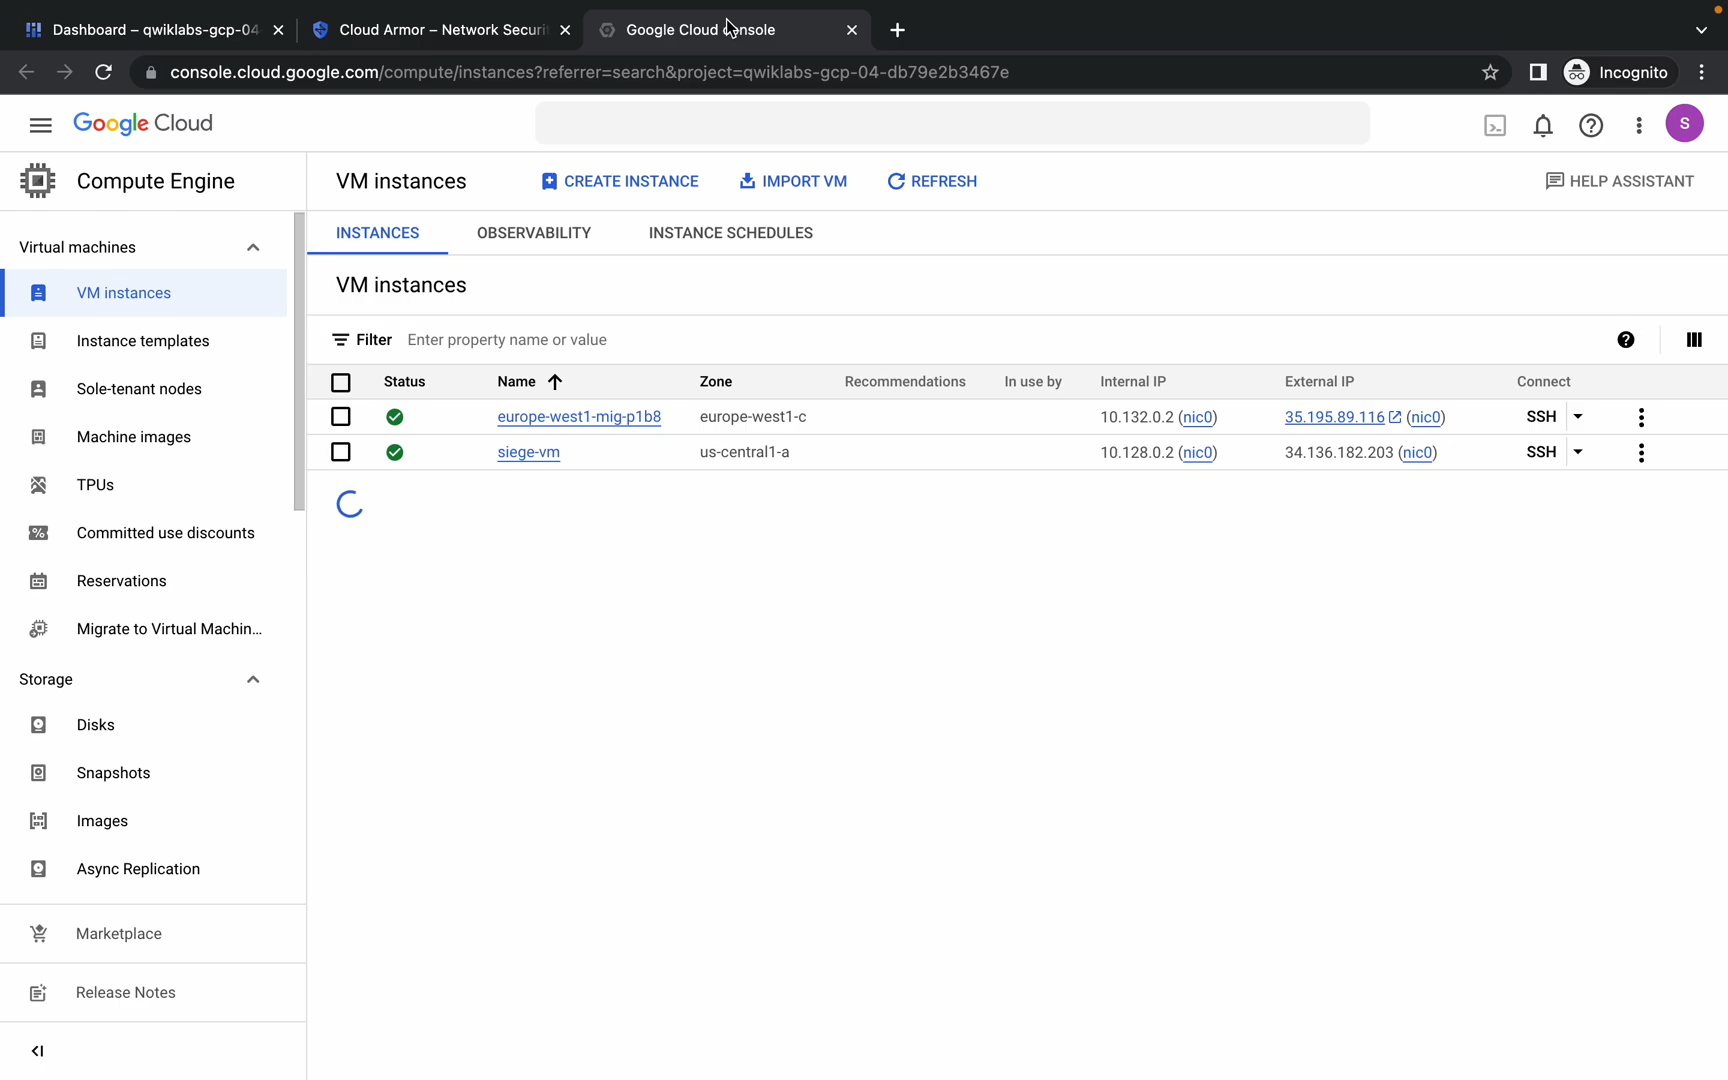 Dashboard – qwiklabs-gcp-04
Cloud Armor – Network Securi
Google Cloud console
console.cloud.google.com/compute/instances?referrer=search&project=qwiklabs-gcp-04-db79e2b3467e
Incognito
Google Cloud
S
Compute Engine
VM instances
CREATE INSTANCE
IMPORT VM
REFRESH
HELP ASSISTANT
Virtual machines
VM instances
Instance templates
Sole-tenant nodes
Machine images
TPUs
Committed use discounts
Reservations
Migrate to Virtual Machin...
Storage
Disks
Snapshots
Images
Async Replication
Marketplace
Release Notes
INSTANCES
OBSERVABILITY
INSTANCE SCHEDULES
VM instances
Filter Enter property name or value
Status Name Zone Recommendations In use by Internal IP External IP Connect
europe-west1-mig-p1b8 europe-west1-c 10.132.0.2 (nic0) 35.195.89.116 (nic0) SSH
siege-vm us-central1-a 10.128.0.2 (nic0) 34.136.182.203 (nic0) SSH